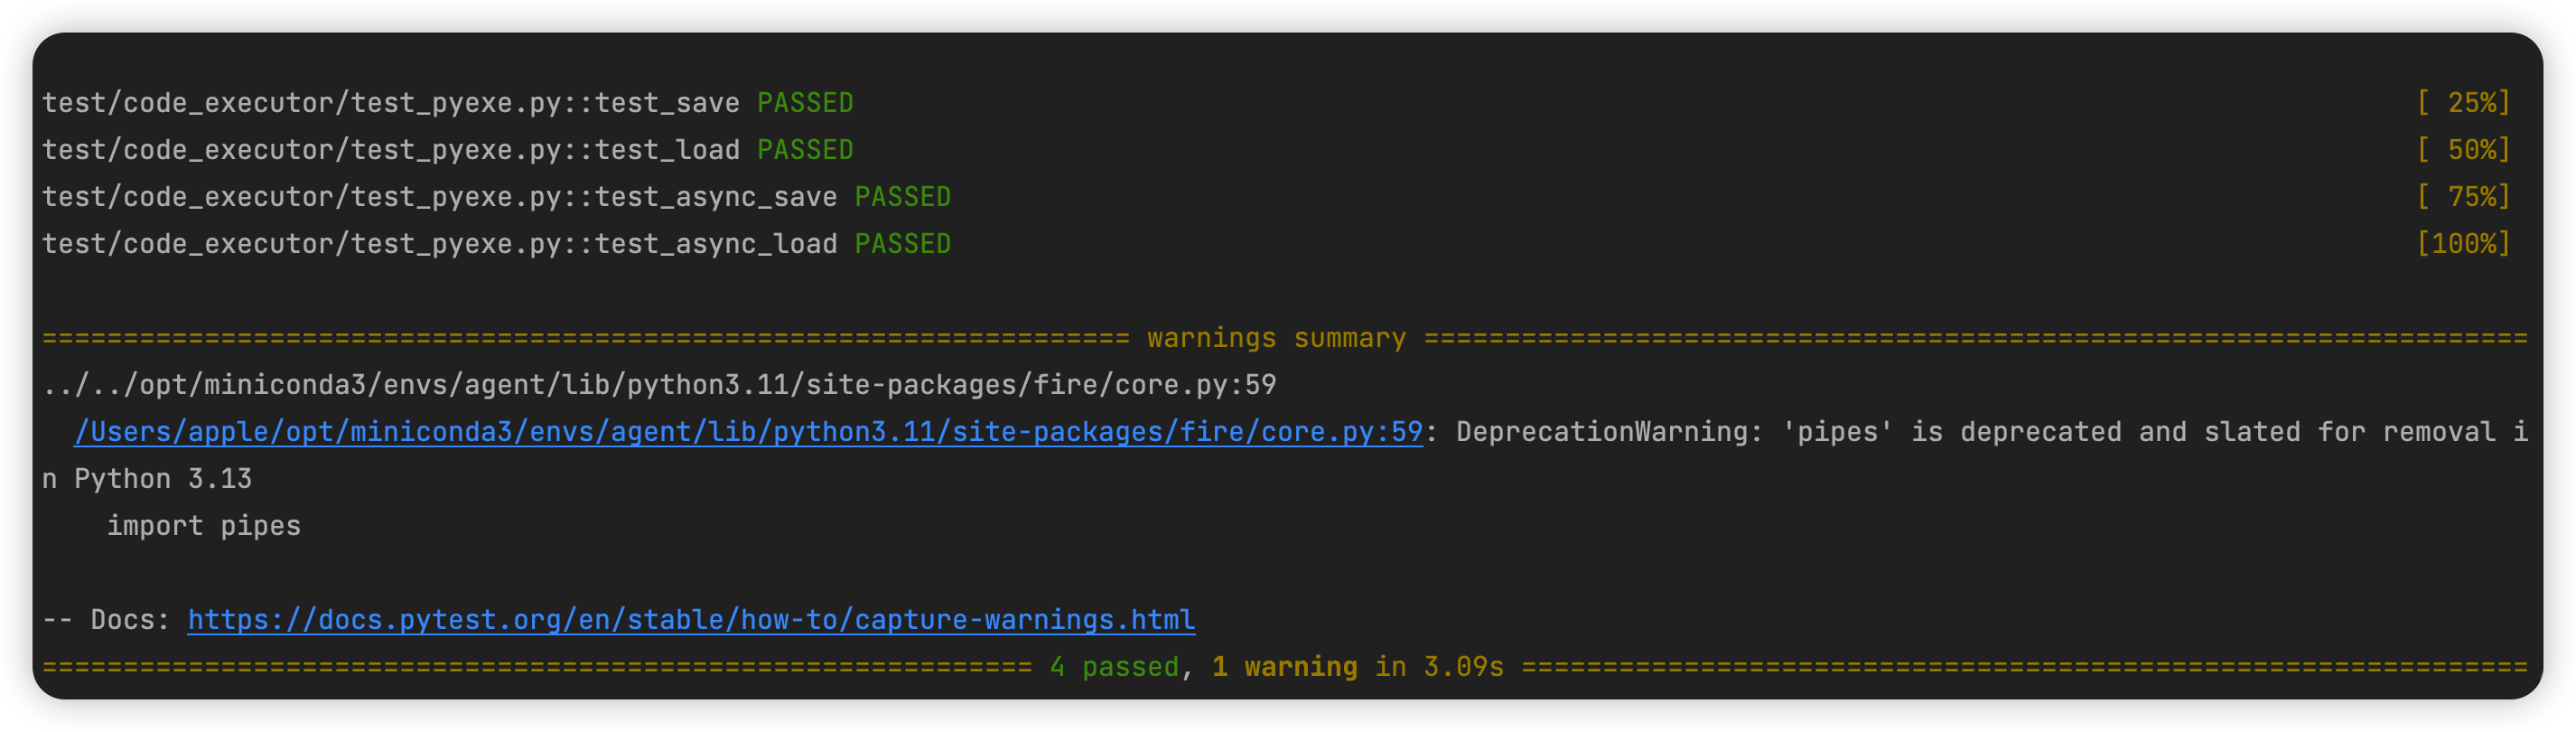 test/code_executor/test_pyexe.py::test_save PASSED [ 25%]
test/code_executor/test_pyexe.py::test_load PASSED [ 50%]
test/code_executor/test_pyexe.py::test_async_save PASSED [ 75%]
test/code_executor/test_pyexe.py::test_async_load PASSED [100%]
=================================================================== warnings summary ====================================================================
../../opt/miniconda3/envs/agent/lib/python3.11/site-packages/fire/core.py:59
  /Users/apple/opt/miniconda3/envs/agent/lib/python3.11/site-packages/fire/core.py:59: DeprecationWarning: 'pipes' is deprecated and slated for removal i
n Python 3.13
    import pipes
-- Docs: https://docs.pytest.org/en/stable/how-to/capture-warnings.html
============================================================= 4 passed, 1 warning in 3.09s ==============================================================